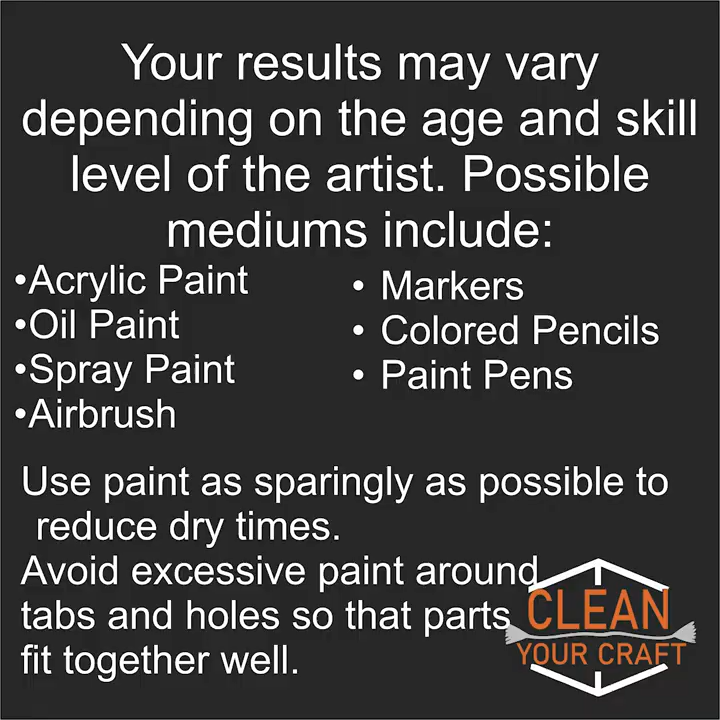 Your results may vary
depending on the age and skill
level of the artist. Possible
mediums include:
•Acrylic Paint
•Oil Paint
•Spray Paint
•Airbrush
• Markers
• Colored Pencils
• Paint Pens
Use paint as sparingly as possible to
reduce dry times.
Avoid excessive paint around
tabs and holes so that parts
fit together well.
CLEAN
YOUR CRAFT